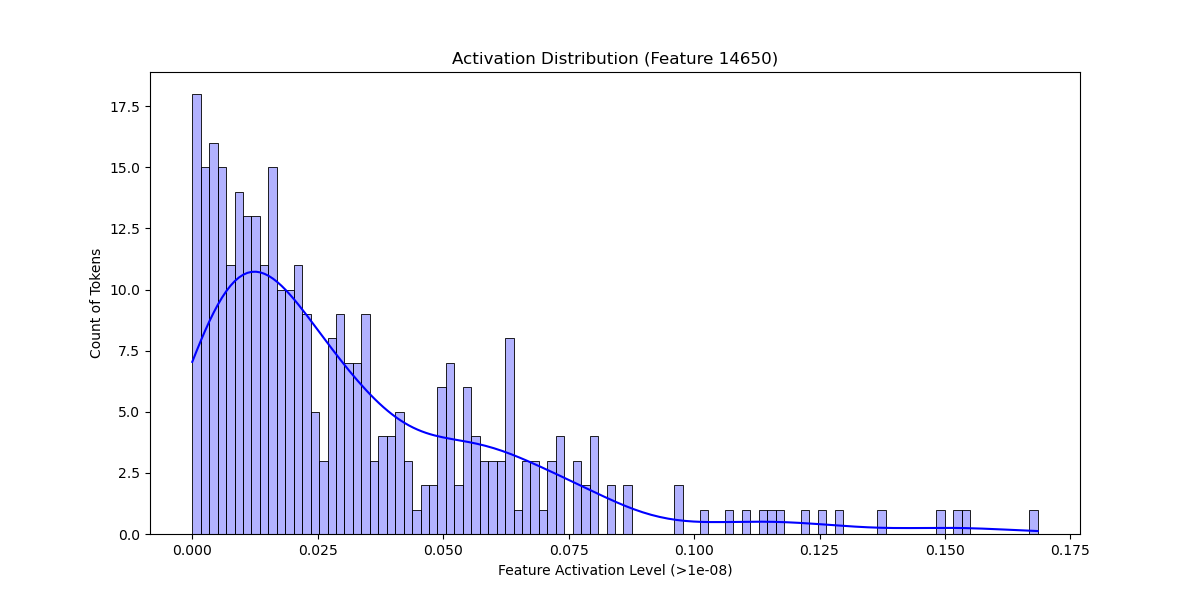 Activation Distribution (Feature 14650)
17.5
15.0
12.5
10.0
7.5
5.0
2.5
0.0
Count of Tokens
0.000 0.025 0.050 0.075 0.100 0.125 0.150 0.175
Feature Activation Level (>1e-08)